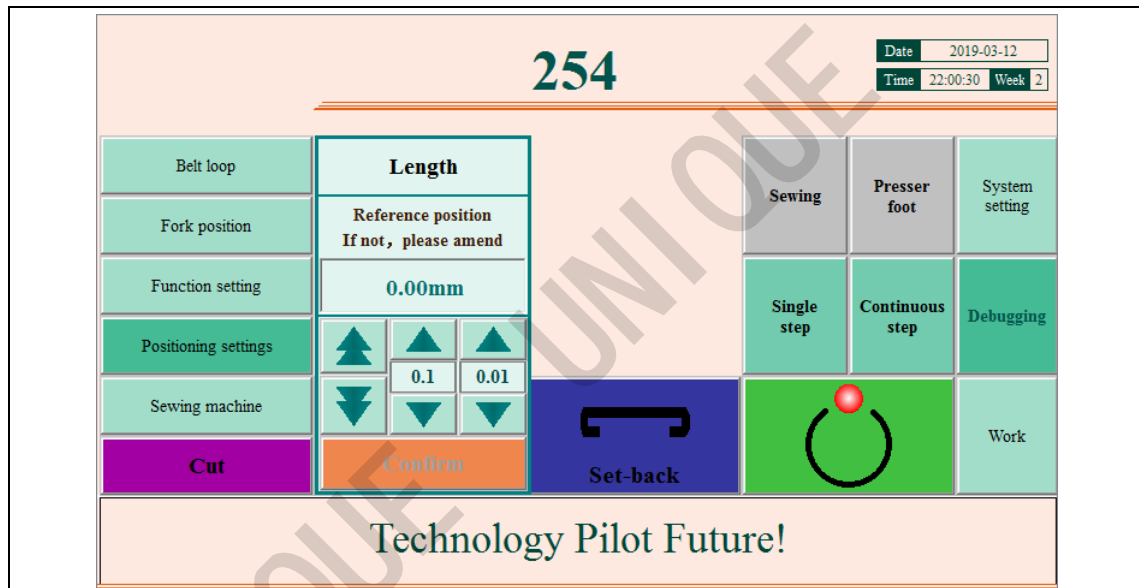 254
Date 2019-03-12
Time 22:00:30 Week 2
Belt loop
Fork position
Function setting
Positioning settings
Sewing machine
Cut
Length
Reference position
If not，please amend
0.00mm
0.1 0.01
Confirm
Set-back
Sewing
Presser
foot
System
setting
Single
step
Continuous
step
Debugging
Work
Technology Pilot Future!
UNIQUE
QUE